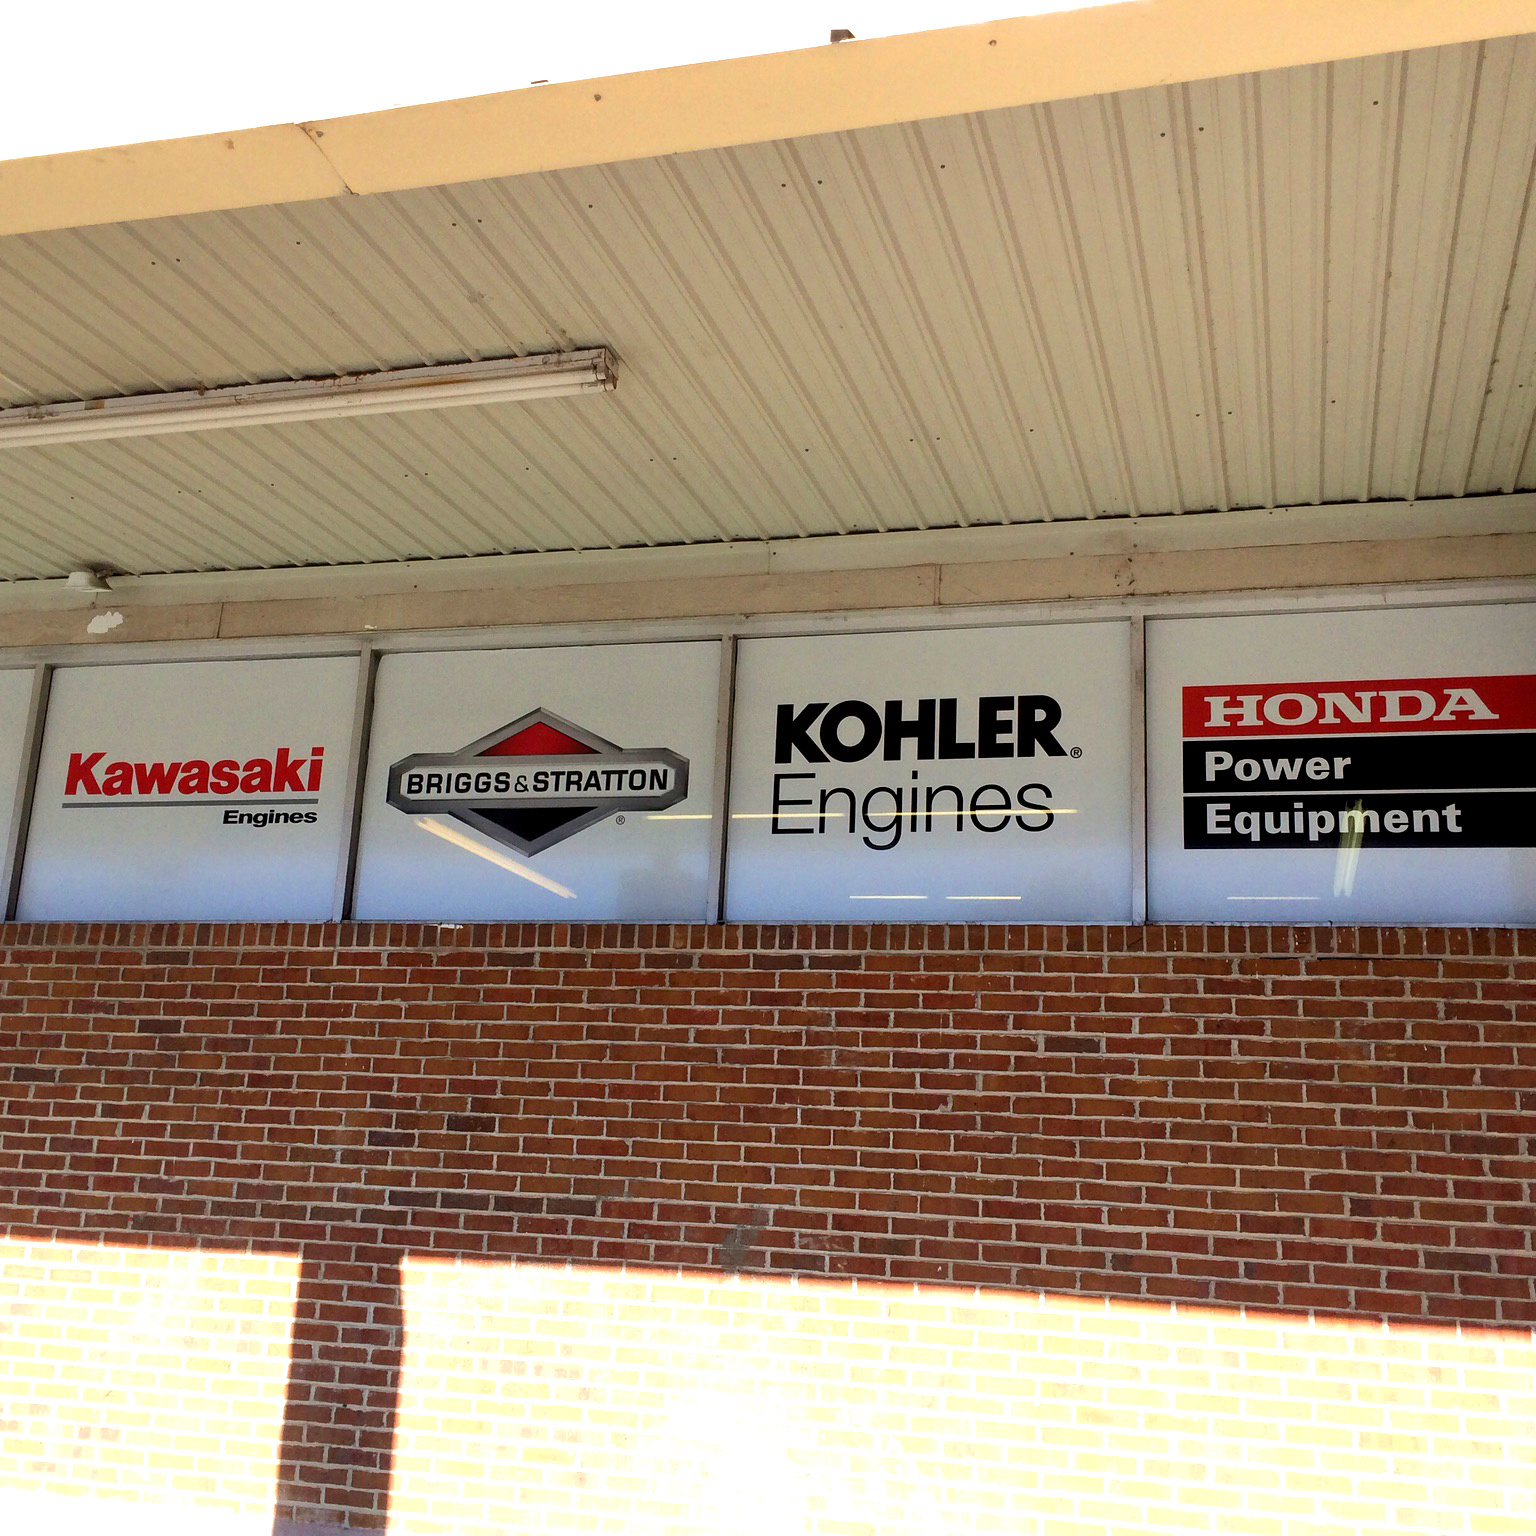 Kawasaki
Engines
BRIGGS & STRATTON ®
KOHLER ®
Engines
HONDA
Power
Equipment